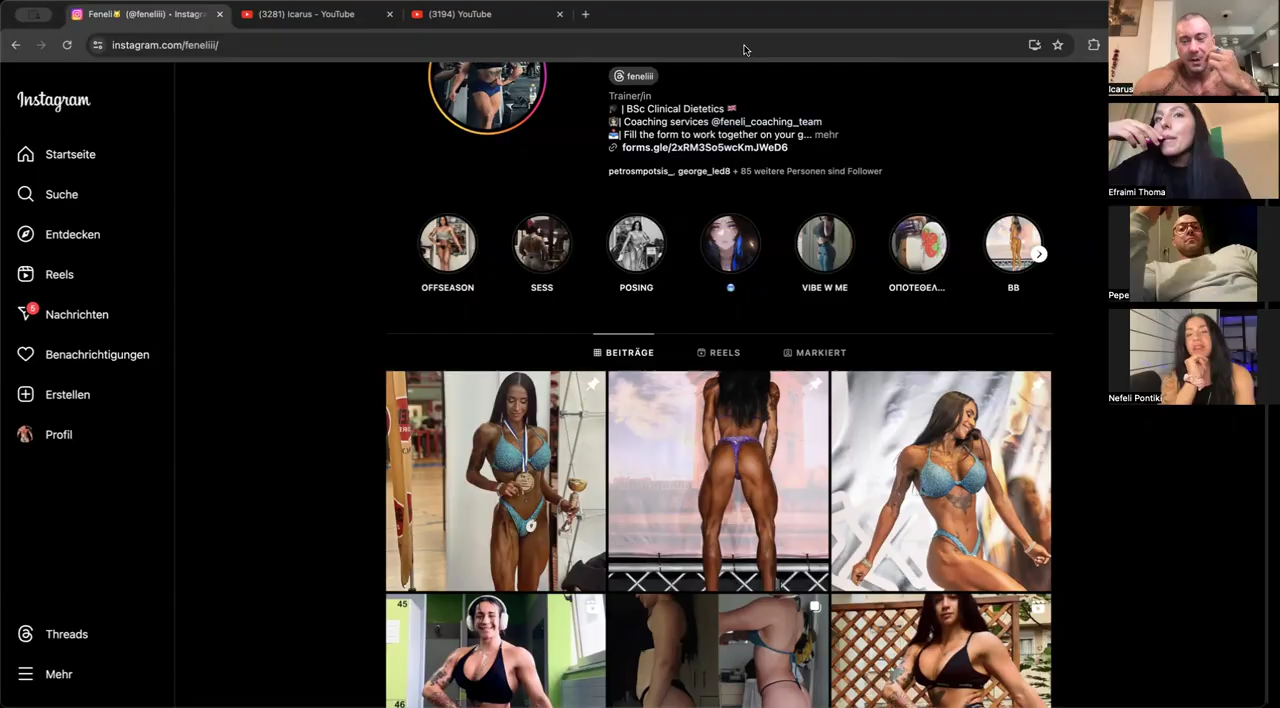 Feneli🐱 (@feneliii) • Instagr
(3281) Icarus - YouTube
(3194) YouTube
instagram.com/feneliii/
Instagram
Startseite
Suche
Entdecken
Reels
5
Nachrichten
Benachrichtigungen
Erstellen
Profil
Threads
Mehr
feneliii
Trainer/in
| BSc Clinical Dietetics 🇬🇧
| Coaching services @feneli_coaching_team
| Fill the form to work together on your g... mehr
forms.gle/2xRM3So5wcKmJWeD6
petrosmpotsis_, george_led8 + 85 weitere Personen sind Follower
OFFSEASON
SESS
POSING
VIBE W ME
ΟΠΟΤΕΘΕΛ...
BB
BEITRÄGE
REELS
MARKIERT
45
46
Icarus
Efraimi Thoma
Pepe
Nefeli Pontiki